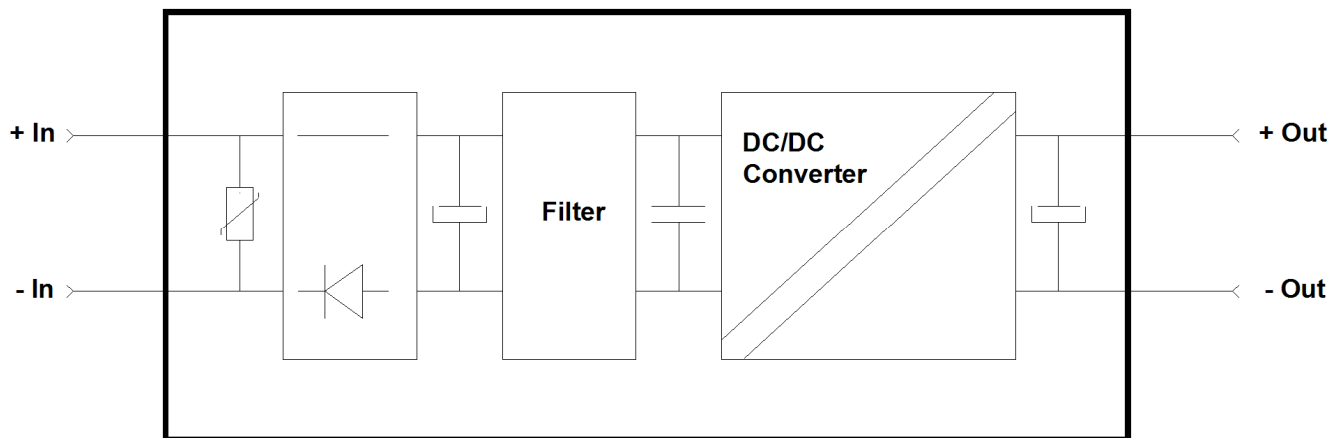 + In
- In
Filter
DC/DC
Converter
+ Out
- Out